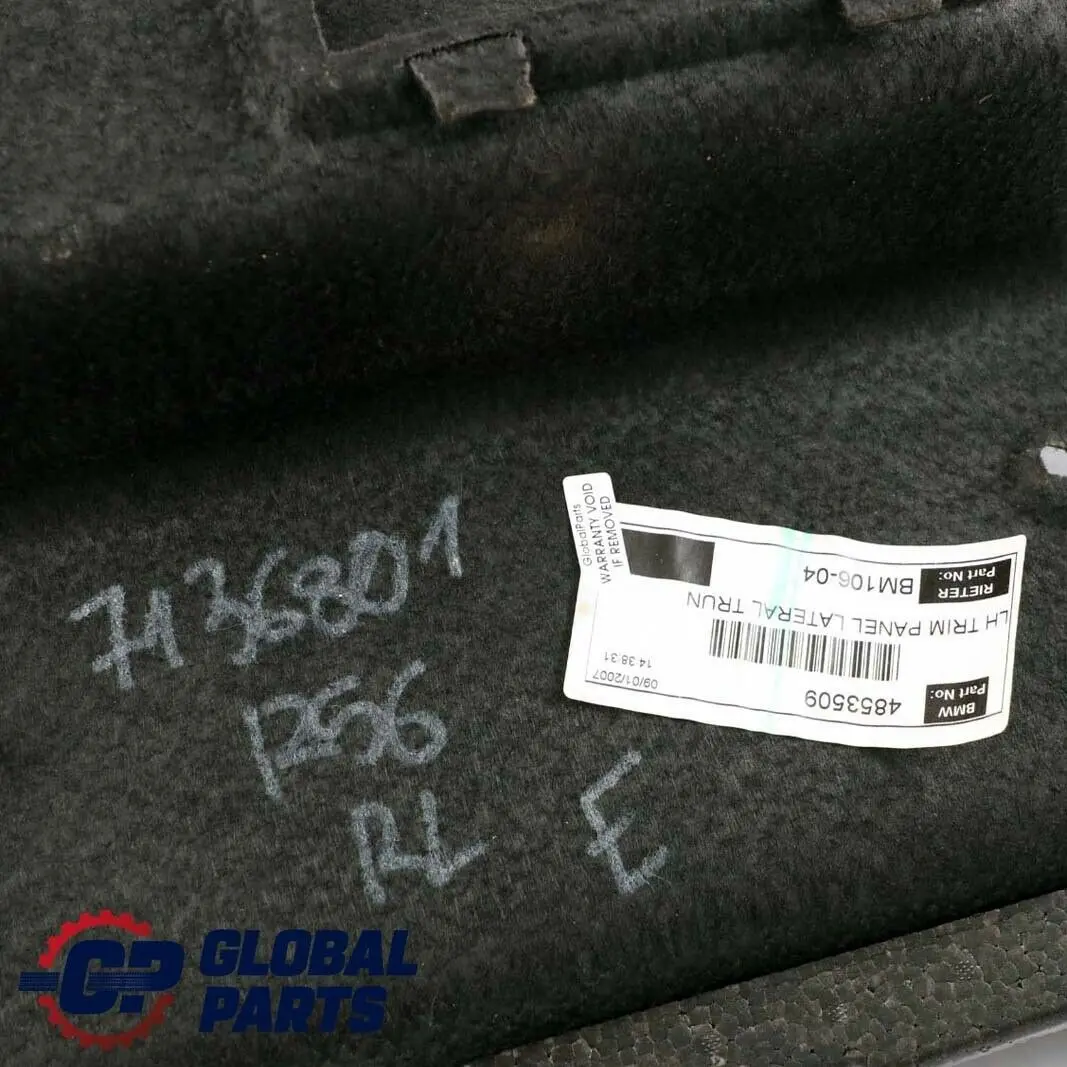 7136801
R56
RL
E
GlobalParts
WARRANTY VOID
IF REMOVED
BMW
Part No:
4853509
09/01/2007
14:38:31
LH TRIM PANEL LATERAL TRUN
RIETER
Part No:
BM106-04
GP GLOBAL
PARTS